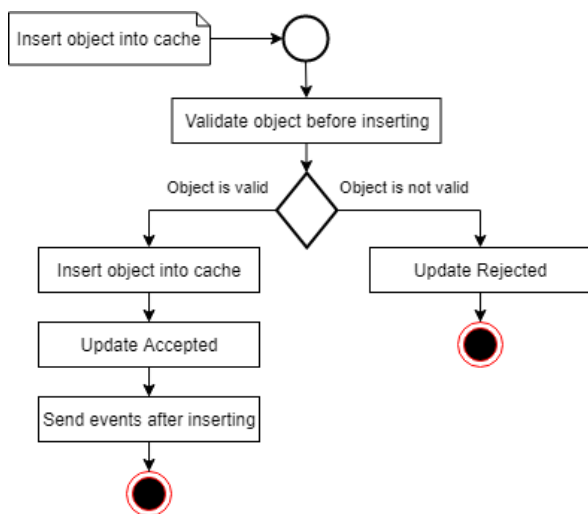 Insert object into cache
Validate object before inserting
Object is valid
Object is not valid
Insert object into cache
Update Rejected
Update Accepted
Send events after inserting